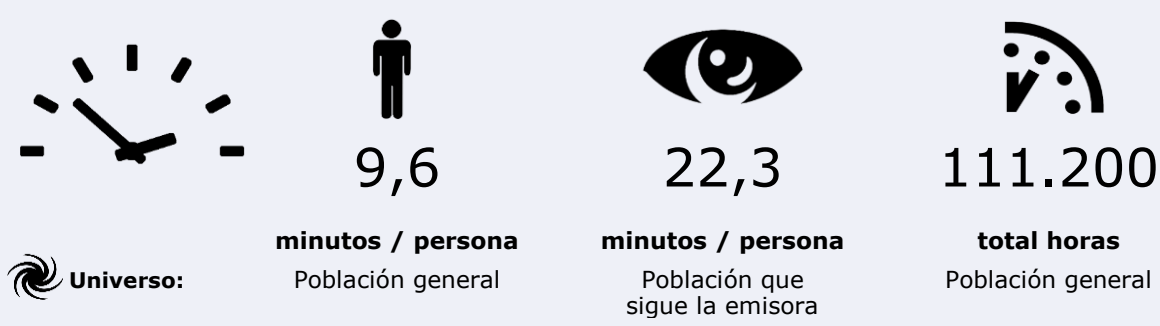 9,6
22,3
111.200
minutos / persona
minutos / persona
total horas
Universo:
Población general
Población que
sigue la emisora
Población general